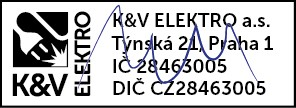 K&V
ELEKTRO
K&V ELEKTRO a.s.
Týnská 21, Praha 1
IČ 28463005
DIČ CZ28463005